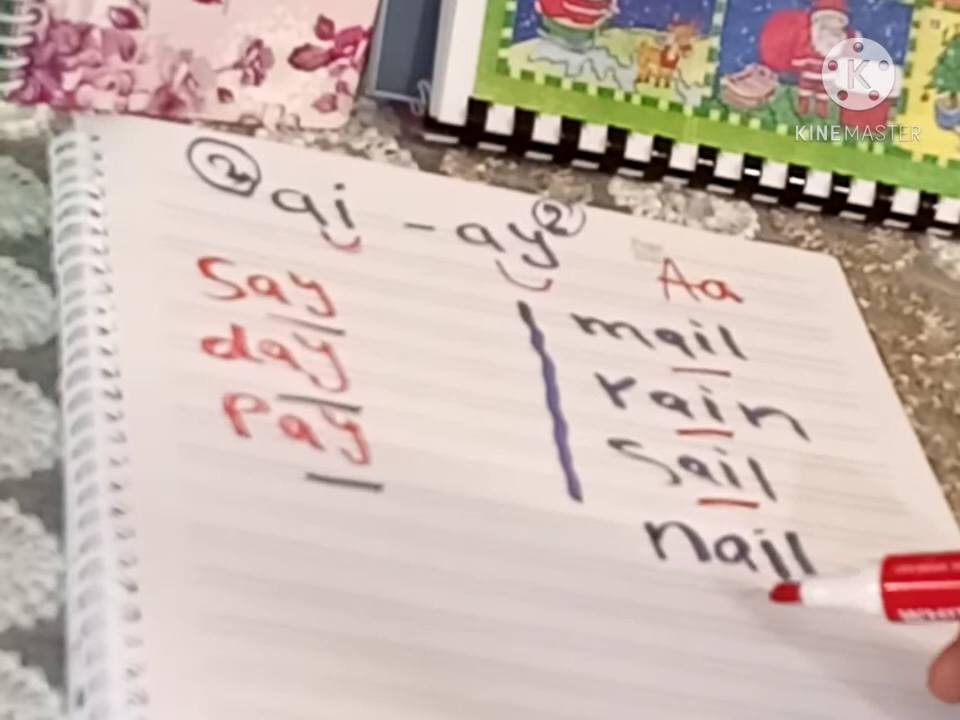 KINEMASTER
② ai - ay ②
Aa
say
day
pay
mail
rain
sail
nail